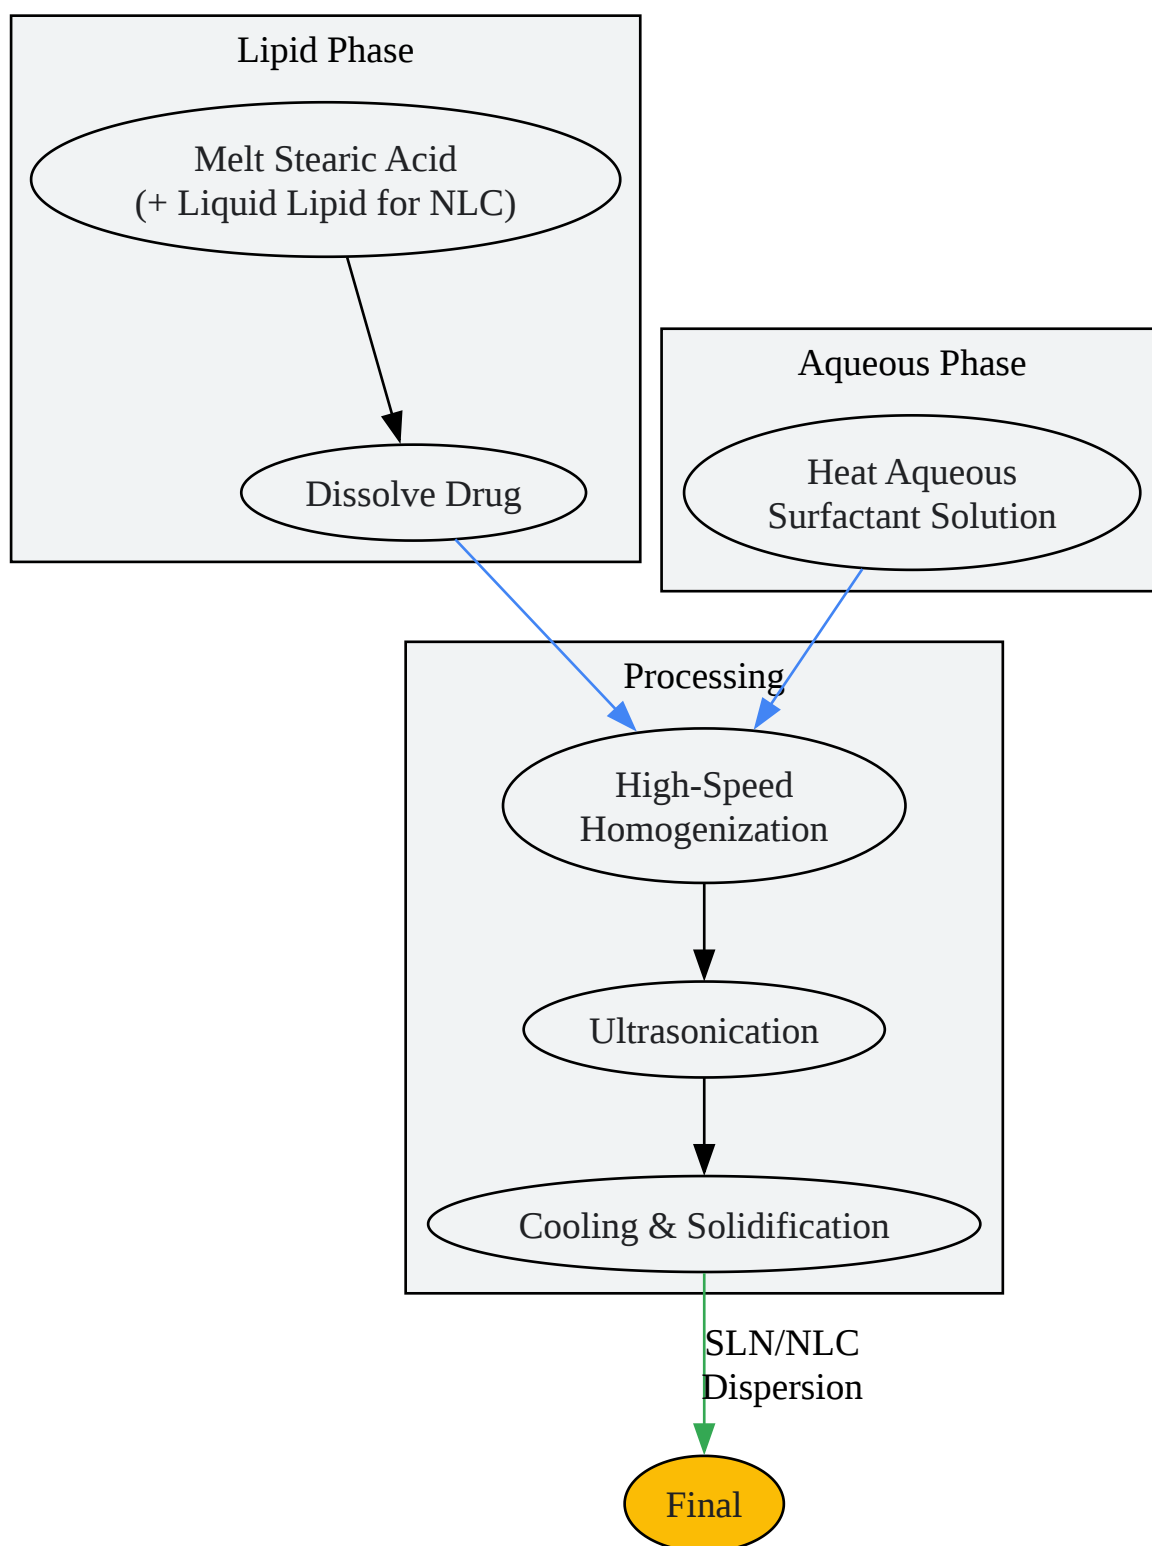 Lipid Phase
Melt Stearic Acid
(+ Liquid Lipid for NLC)
Dissolve Drug
Aqueous Phase
Heat Aqueous
Surfactant Solution
Processing
High-Speed
Homogenization
Ultrasonication
Cooling & Solidification
SLN/NLC
Dispersion
Final